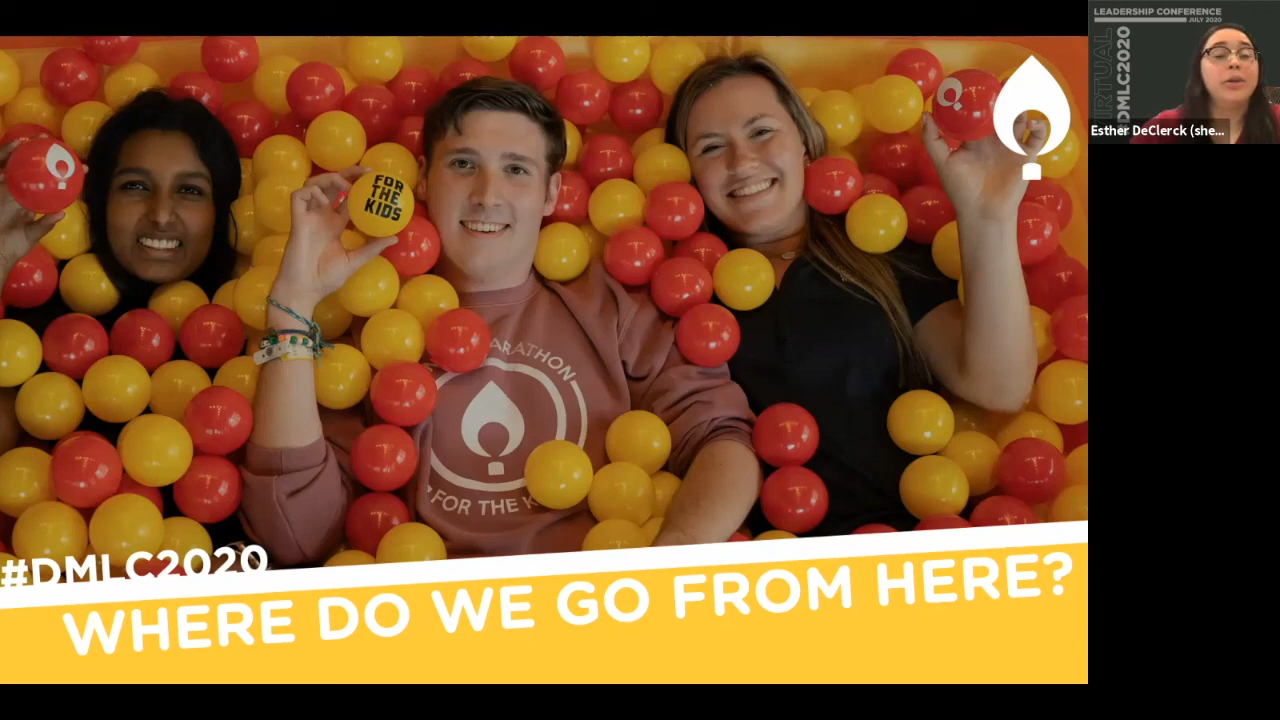 FOR
THE
KIDS
ARATHON
FOR THE K
#DMLC2020
WHERE DO WE GO FROM HERE?
LEADERSHIP CONFERENCE
JULY 2020
VIRTUAL
DMLC2020
Esther DeClerck (she...